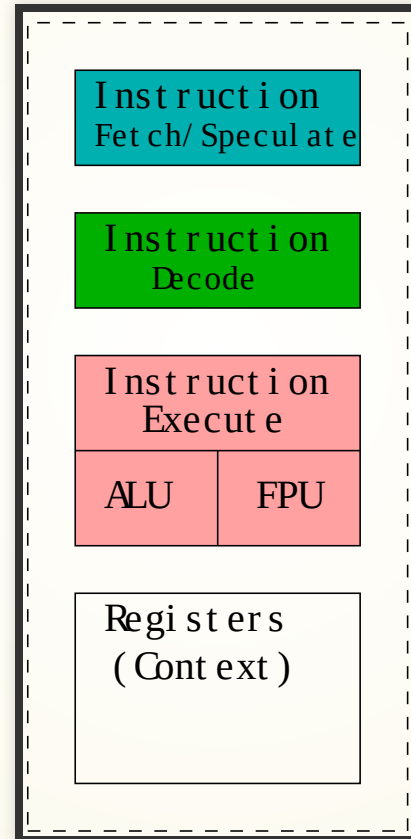 Instruction
Fetch/Speculate
Instruction
Decode
Instruction
Execute
ALU FPU
Registers
(Context)